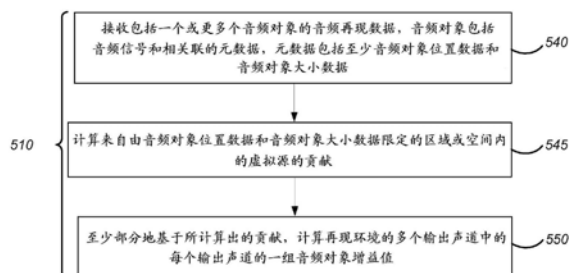 接收包括一个或更多个音频对象的音频再现数据，音频对象包括
音频信号和相关联的元数据，元数据包括至少音频对象位置数据和
音频对象大小数据
540
510
计算来自由音频对象位置数据和音频对象大小数据限定的区域或空间内
的虚拟源的贡献
545
至少部分地基于所计算出的贡献，计算再现环境的多个输出声道中的
每个输出声道的一组音频对象增益值
550